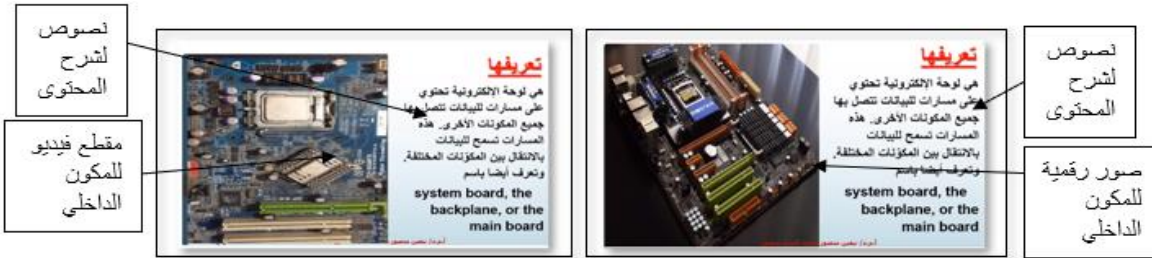 نصوص
لشرح
المحتوى
صور رقمية
للمكون
الداخلي
تعريفها
هي لوحة الالكترونية تحتوي
على مسارات للبيانات تتصل بها
جميع المكونات الأخرى. هذه
المسارات تسمح للبيانات
بالانتقال بين المكوّنات المختلفة.
وتعرف أيضا باسم
system board, the
backplane, or the
main board
تعريفها
هي لوحة الالكترونية تحتوي
على مسارات للبيانات تتصل بها
جميع المكونات الأخرى. هذه
المسارات تسمح للبيانات
بالانتقال بين المكوّنات المختلفة.
وتعرف أيضا باسم
system board, the
backplane, or the
main board
نصوص
لشرح
المحتوى
مقطع فيديو
للمكون
الداخلي